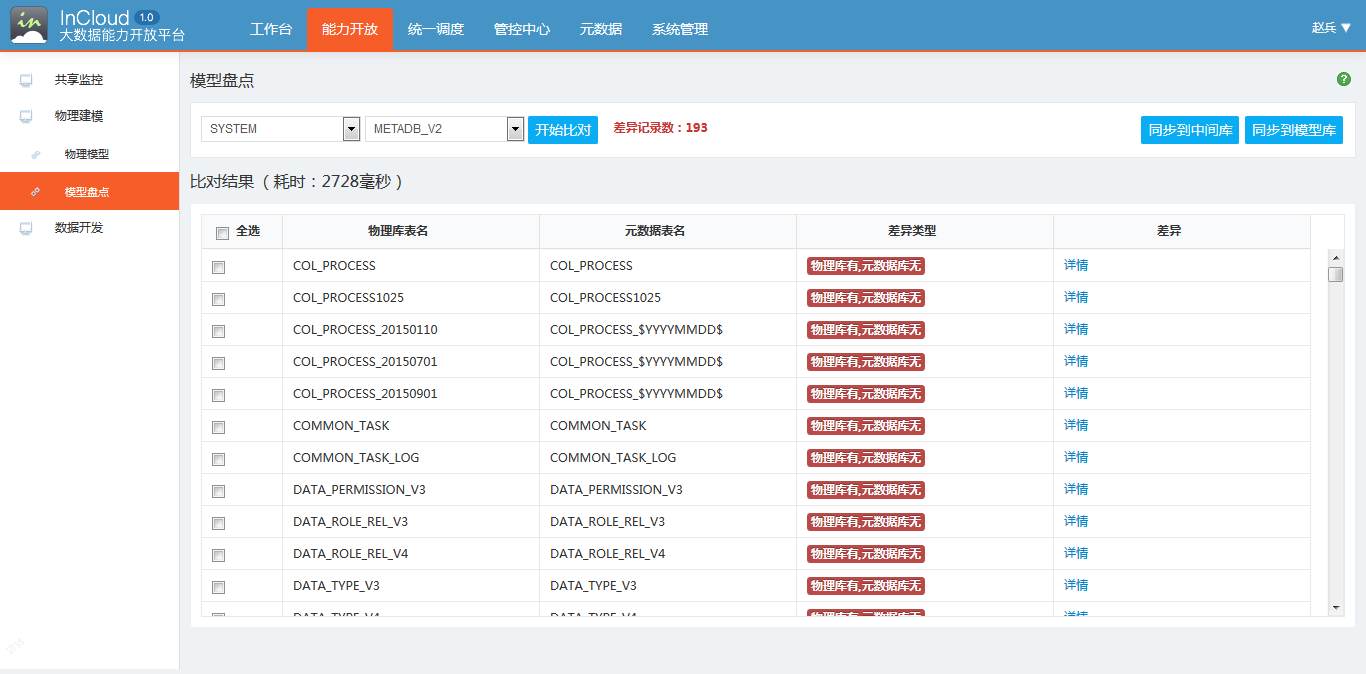 InCloud 1.0
大数据能力开放平台
工作台 能力开放 统一调度 管控中心 元数据 系统管理
赵兵
共享监控
物理建模
物理模型
模型盘点
数据开发
模型盘点
?
SYSTEM METADB_V2 开始比对 差异记录数：193 同步到中间库 同步到模型库
比对结果（耗时：2728毫秒）
全选 物理库表名 元数据表名 差异类型 差异
COL_PROCESS COL_PROCESS 物理库有,元数据库无 详情
COL_PROCESS1025 COL_PROCESS1025 物理库有,元数据库无 详情
COL_PROCESS_20150110 COL_PROCESS_$YYYYMMDD$ 物理库有,元数据库无 详情
COL_PROCESS_20150701 COL_PROCESS_$YYYYMMDD$ 物理库有,元数据库无 详情
COL_PROCESS_20150901 COL_PROCESS_$YYYYMMDD$ 物理库有,元数据库无 详情
COMMON_TASK COMMON_TASK 物理库有,元数据库无 详情
COMMON_TASK_LOG COMMON_TASK_LOG 物理库有,元数据库无 详情
DATA_PERMISSION_V3 DATA_PERMISSION_V3 物理库有,元数据库无 详情
DATA_ROLE_REL_V3 DATA_ROLE_REL_V3 物理库有,元数据库无 详情
DATA_ROLE_REL_V4 DATA_ROLE_REL_V4 物理库有,元数据库无 详情
DATA_TYPE_V3 DATA_TYPE_V3 物理库有,元数据库无 详情
DATA_TYPE_V4 DATA_TYPE_V4 物理库有,元数据库无 详情